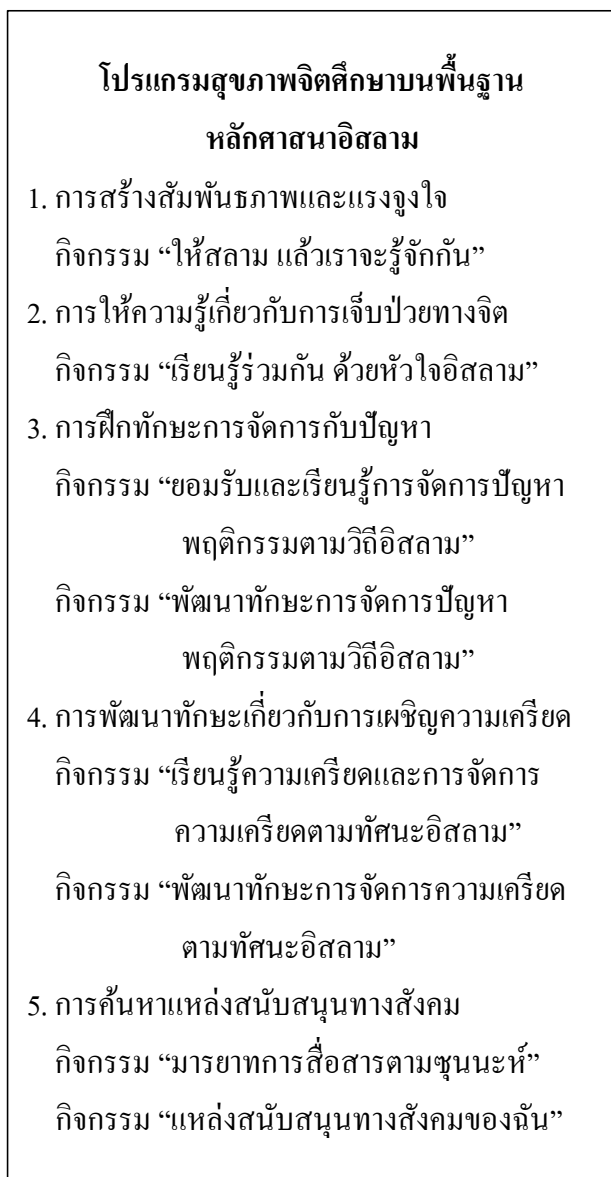 โปรแกรมสุขภาพจิตศึกษาบนพื้นฐาน
หลักศาสนาอิสลาม
1. การสร้างสัมพันธภาพและแรงจูงใจ
กิจกรรม “ให้สลาม แล้วเราจะรู้จักกัน”
2. การให้ความรู้เกี่ยวกับการเจ็บป่วยทางจิต
กิจกรรม “เรียนรู้ร่วมกัน ด้วยหัวใจอิสลาม”
3. การฝึกทักษะการจัดการกับปัญหา
กิจกรรม “ยอมรับและเรียนรู้การจัดการปัญหา
พฤติกรรมตามวิถีอิสลาม”
กิจกรรม “พัฒนาทักษะการจัดการปัญหา
พฤติกรรมตามวิถีอิสลาม”
4. การพัฒนาทักษะเกี่ยวกับการเผชิญความเครียด
กิจกรรม “เรียนรู้ความเครียดและการจัดการ
ความเครียดตามทัศนะอิสลาม”
กิจกรรม “พัฒนาทักษะการจัดการความเครียด
ตามทัศนะอิสลาม”
5. การค้นหาแหล่งสนับสนุนทางสังคม
กิจกรรม “มารยาทการสื่อสารตามซุนนะห์”
กิจกรรม “แหล่งสนับสนุนทางสังคมของฉัน”